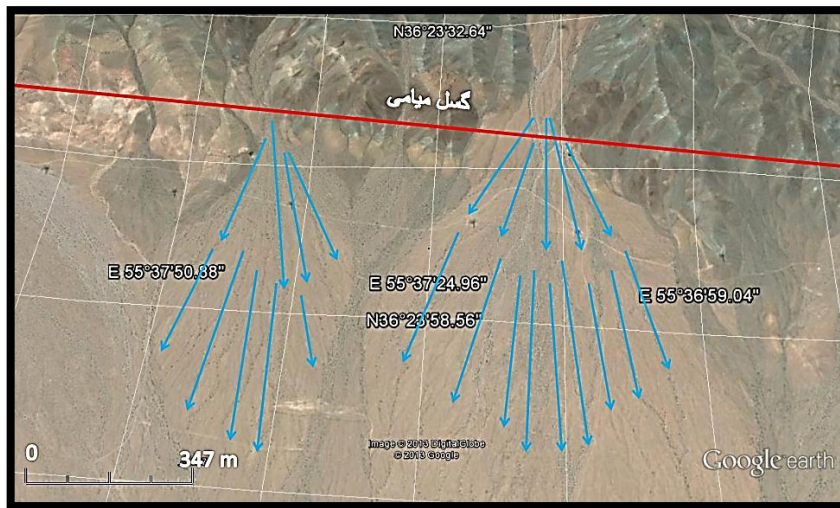 N36°23'32.64"
گسل میامی
E 55°37'50.88"
E 55°37'24.96"
E 55°36'59.04"
N36°23'58.56"
Image © 2013 DigitalGlobe
© 2013 Google
0
347 m
Google earth